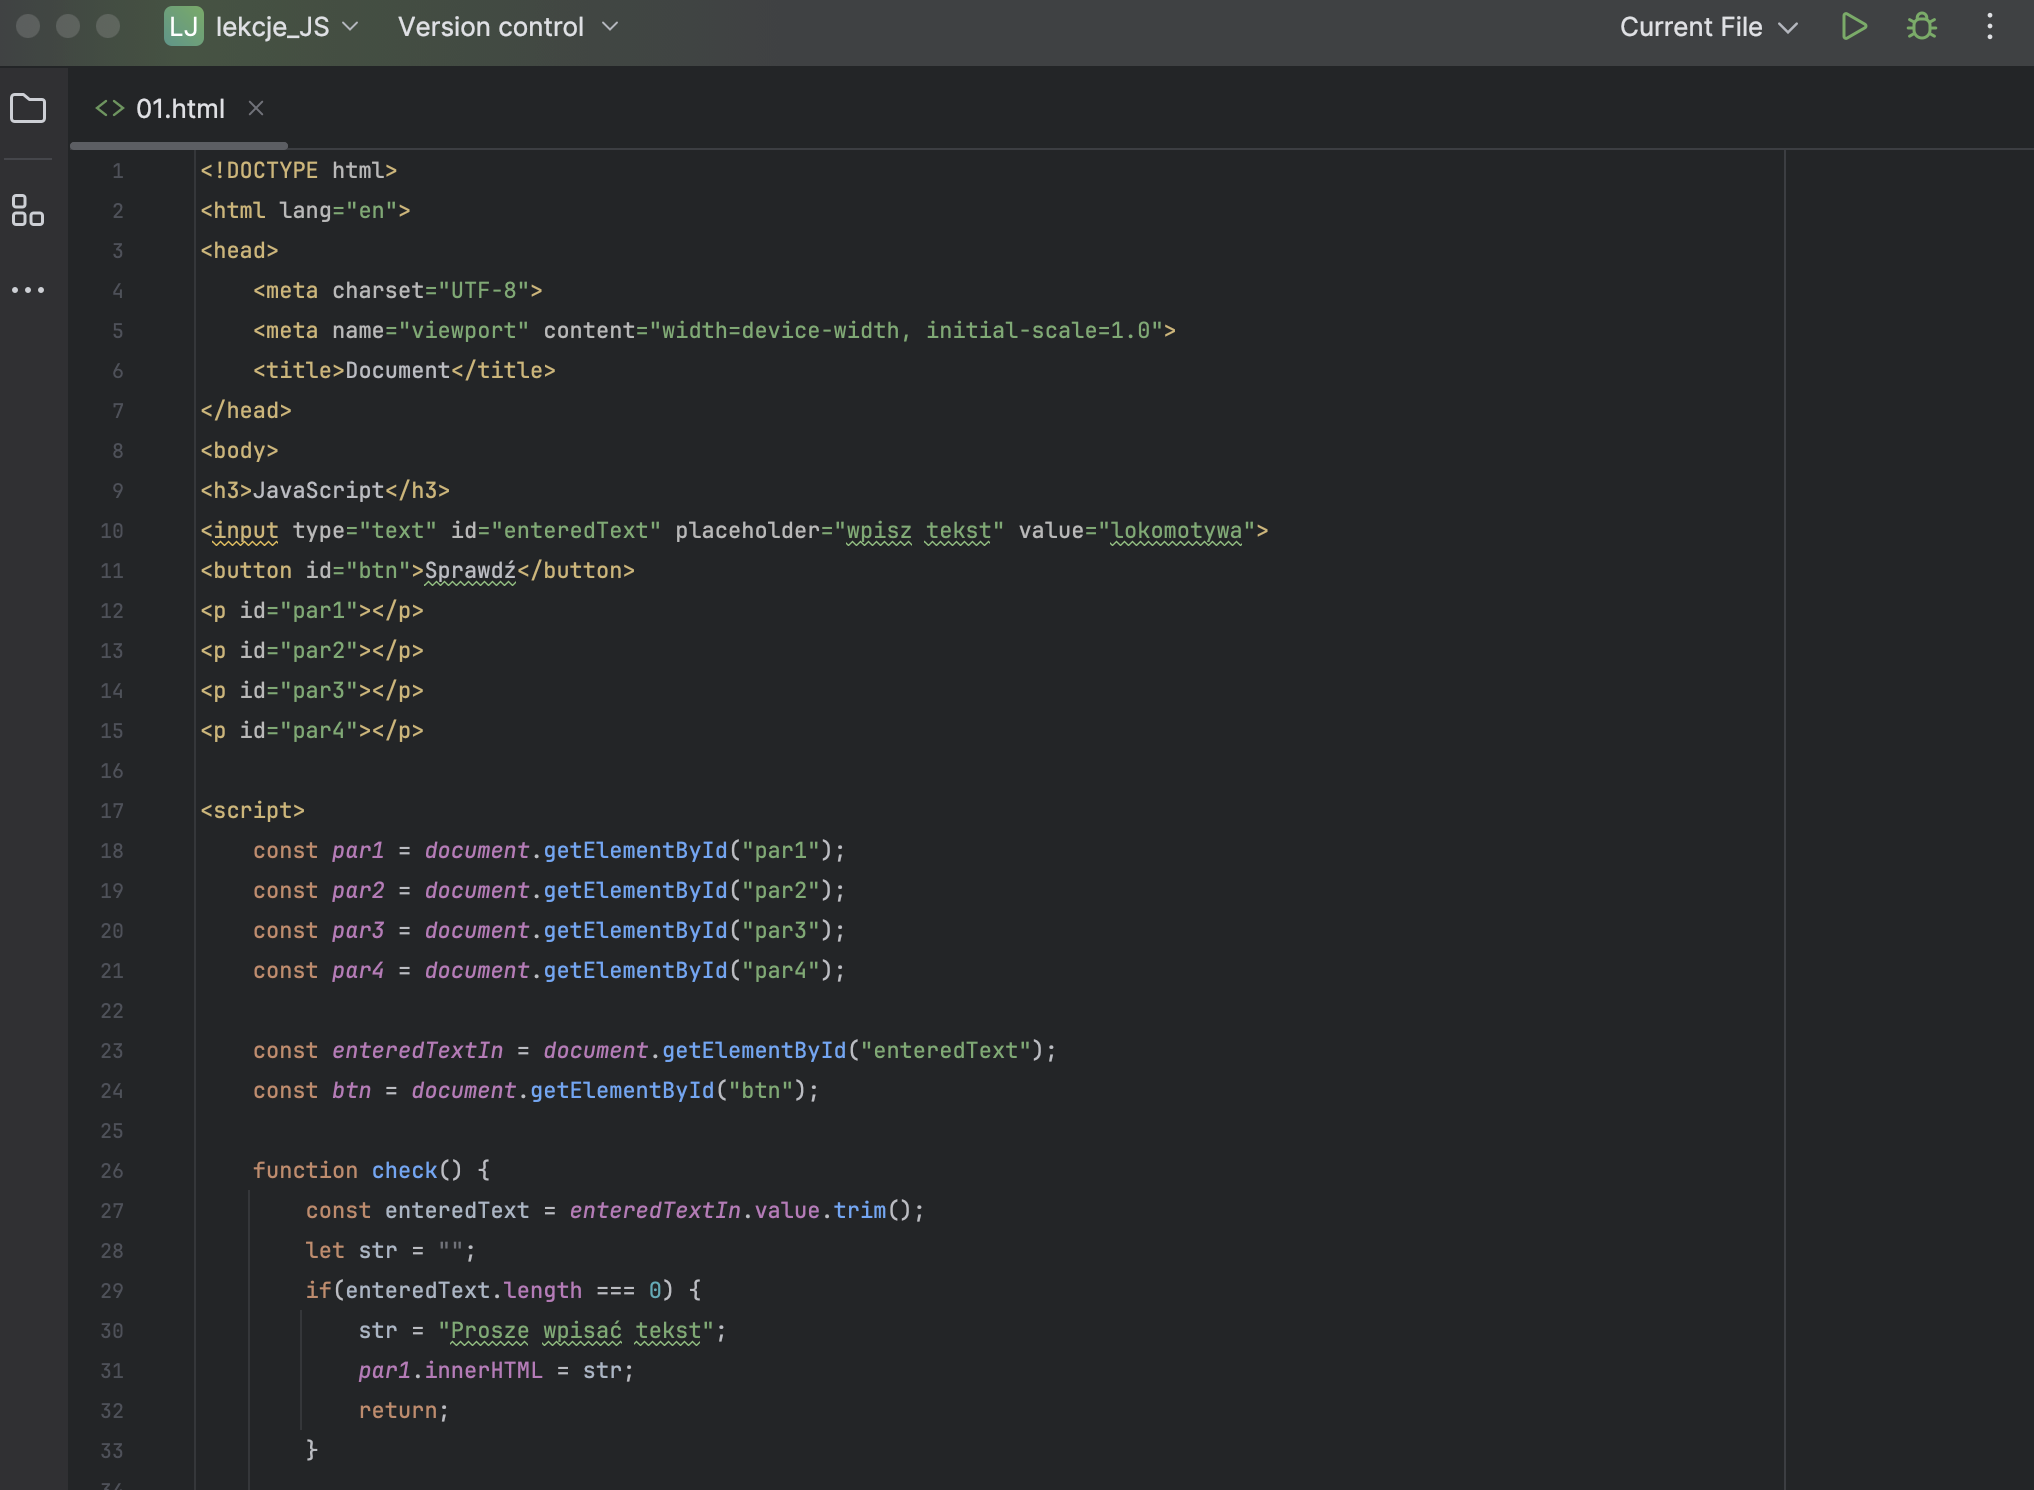 LJ lekcje_JS Version control Current File
01.html
1 <!DOCTYPE html>
2 <html lang="en">
3 <head>
4     <meta charset="UTF-8">
5     <meta name="viewport" content="width=device-width, initial-scale=1.0">
6     <title>Document</title>
7 </head>
8 <body>
9 <h3>JavaScript</h3>
10 <input type="text" id="enteredText" placeholder="wpisz tekst" value="lokomotywa">
11 <button id="btn">Sprawdź</button>
12 <p id="par1"></p>
13 <p id="par2"></p>
14 <p id="par3"></p>
15 <p id="par4"></p>
16
17 <script>
18     const par1 = document.getElementById("par1");
19     const par2 = document.getElementById("par2");
20     const par3 = document.getElementById("par3");
21     const par4 = document.getElementById("par4");
22
23     const enteredTextIn = document.getElementById("enteredText");
24     const btn = document.getElementById("btn");
25
26     function check() {
27         const enteredText = enteredTextIn.value.trim();
28         let str = "";
29         if(enteredText.length === 0) {
30             str = "Prosze wpisać tekst";
31             par1.innerHTML = str;
32             return;
33         }